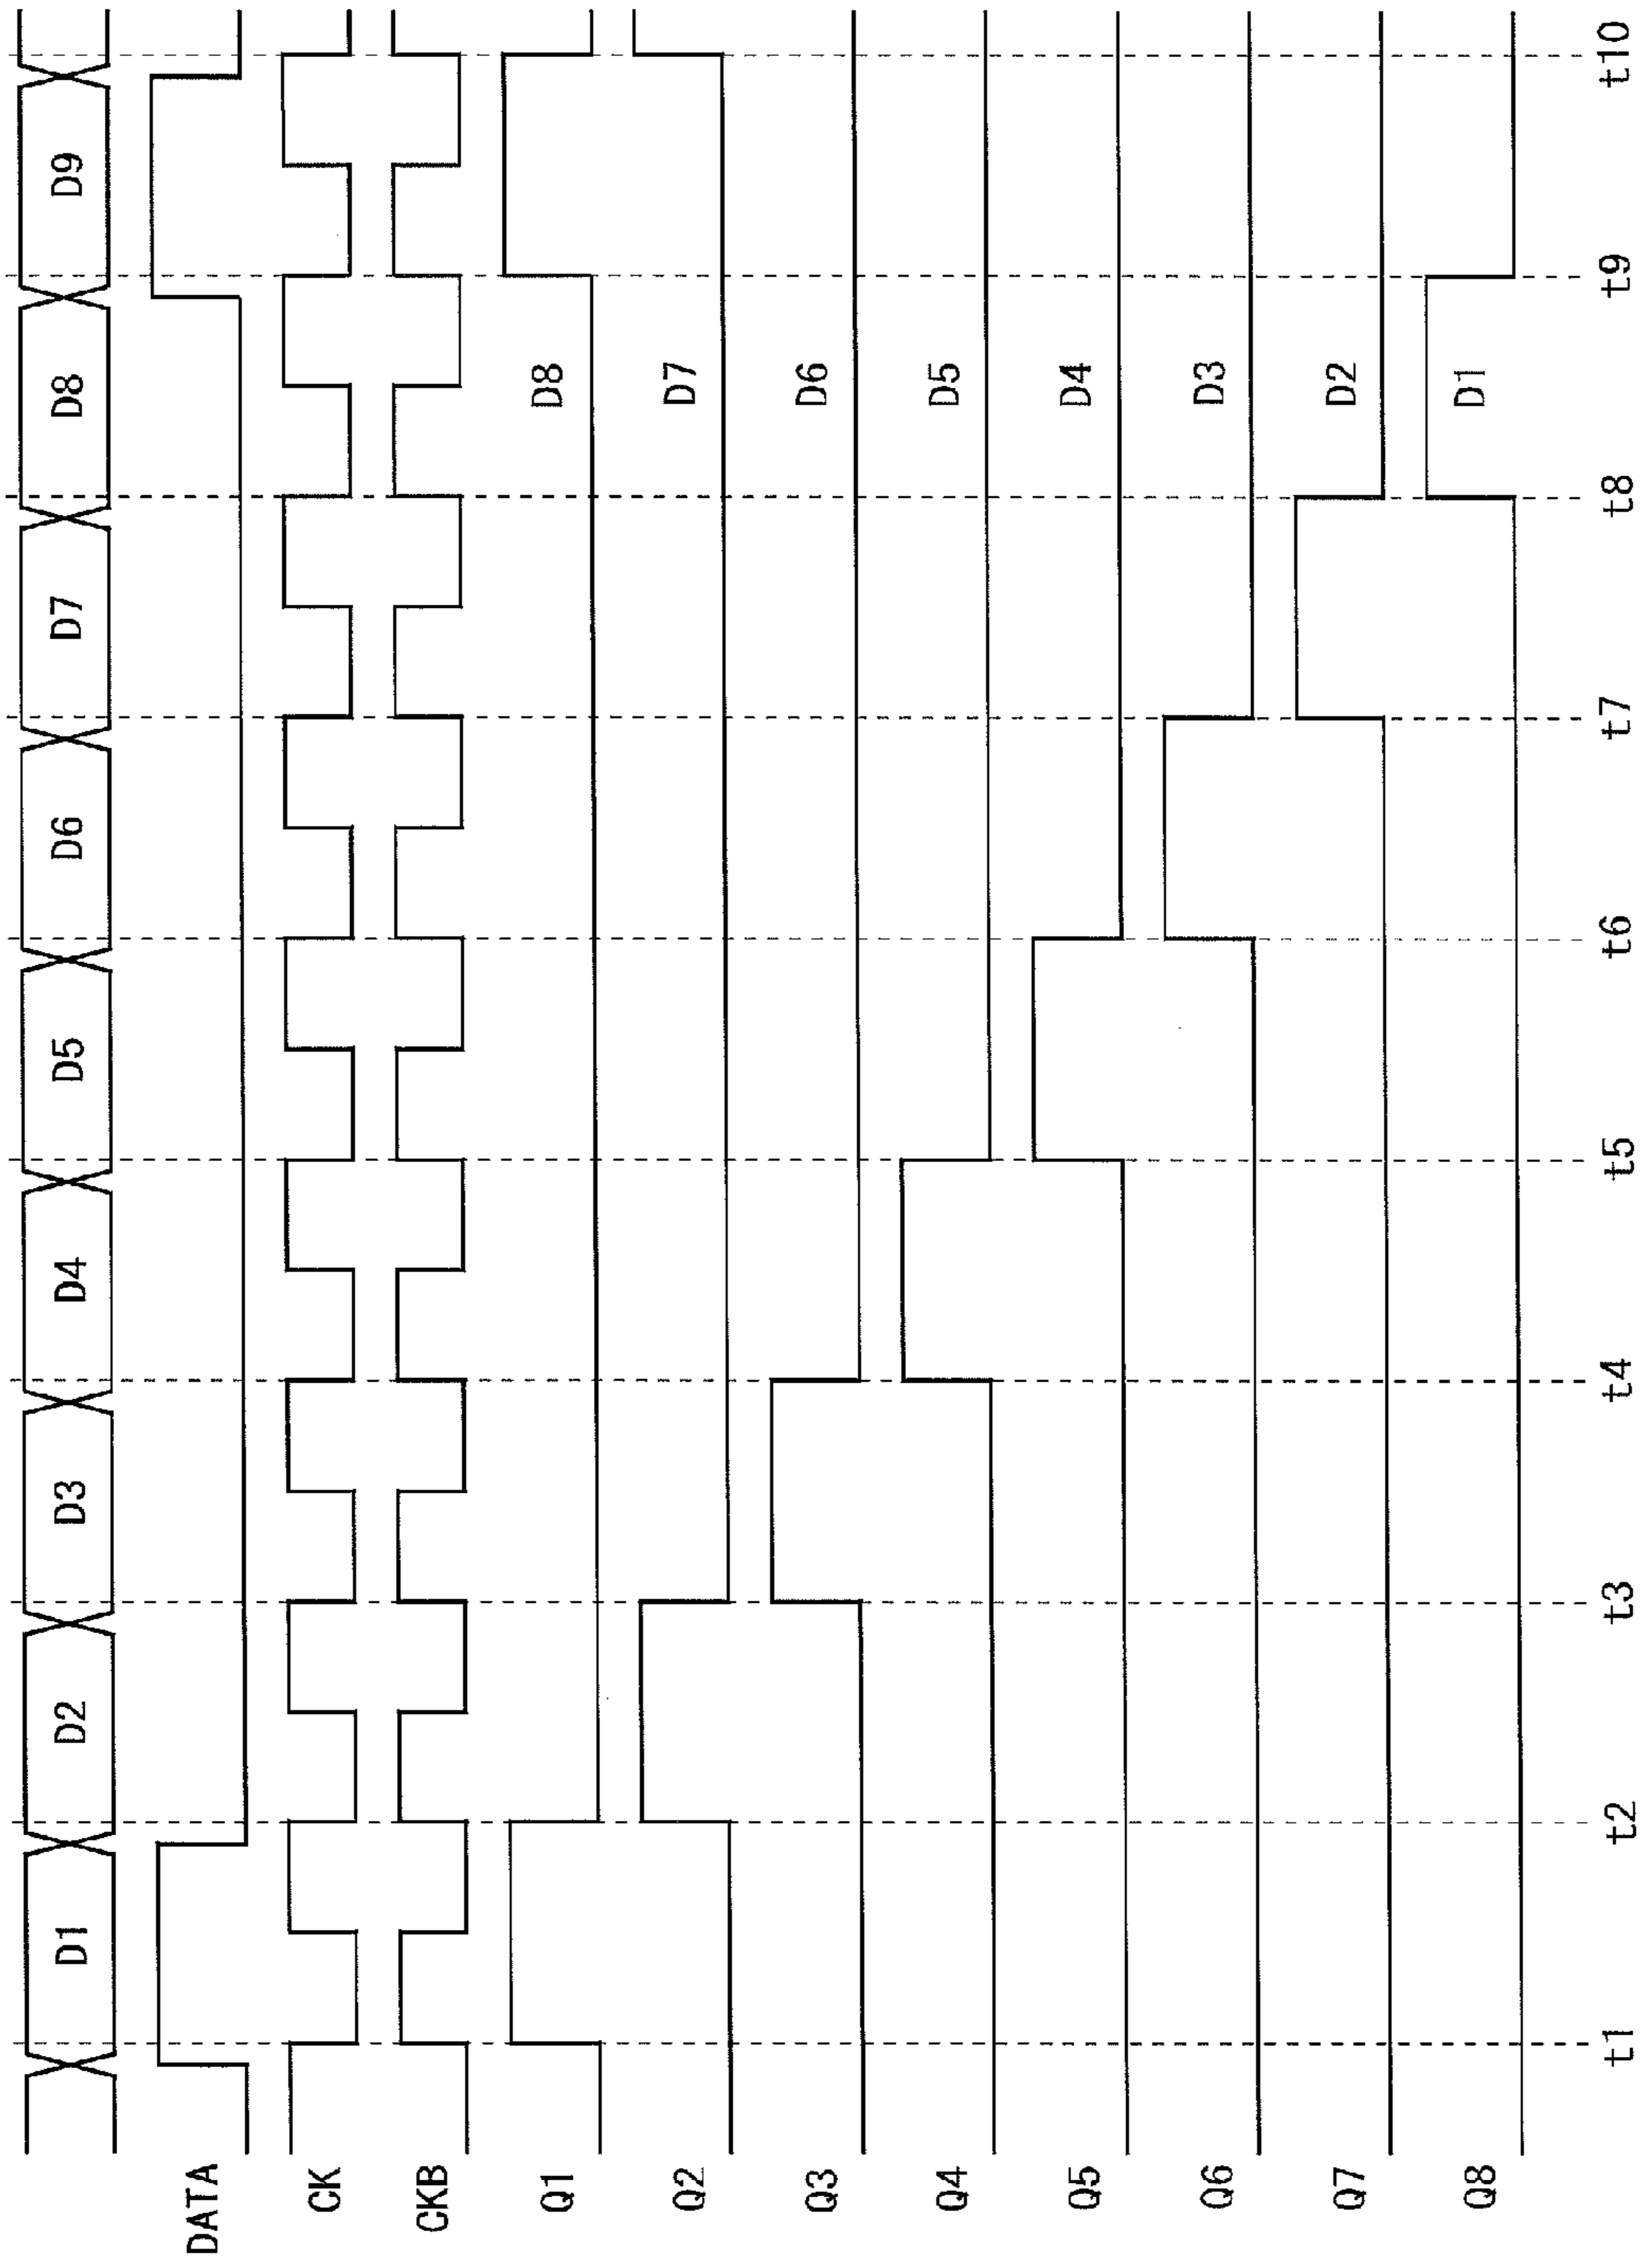 D1 D2 D3 D4 D5 D6 D7 D8 D9
DATA
CK
CKB
Q1 D8
Q2 D7
Q3 D6
Q4 D5
Q5 D4
Q6 D3
Q7 D2
Q8 D1
t1 t2 t3 t4 t5 t6 t7 t8 t9 t10